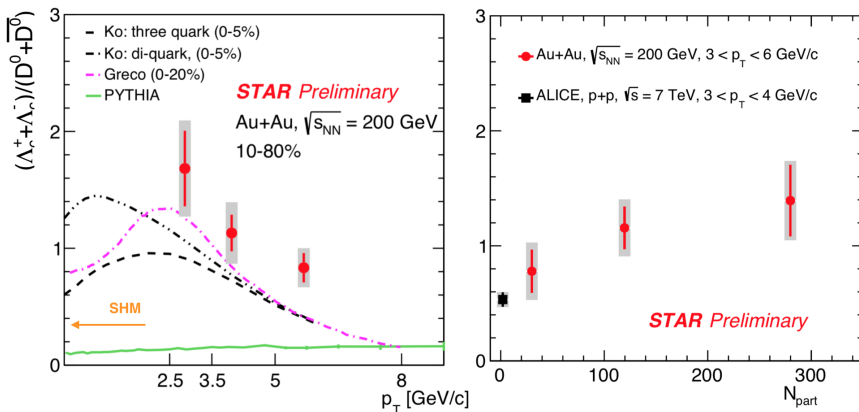 (Λc⁺+Λc⁻)/(D⁰+D̅⁰)
3
2
1
0
Ko: three quark (0-5%)
Ko: di-quark, (0-5%)
Greco (0-20%)
PYTHIA
STAR Preliminary
Au+Au, √sNN = 200 GeV
10-80%
SHM
2.5 3.5 5 8
pT [GeV/c]
3
2
1
0
Au+Au, √sNN = 200 GeV, 3 < pT < 6 GeV/c
ALICE, p+p, √s = 7 TeV, 3 < pT < 4 GeV/c
STAR Preliminary
0 100 200 300
Npart